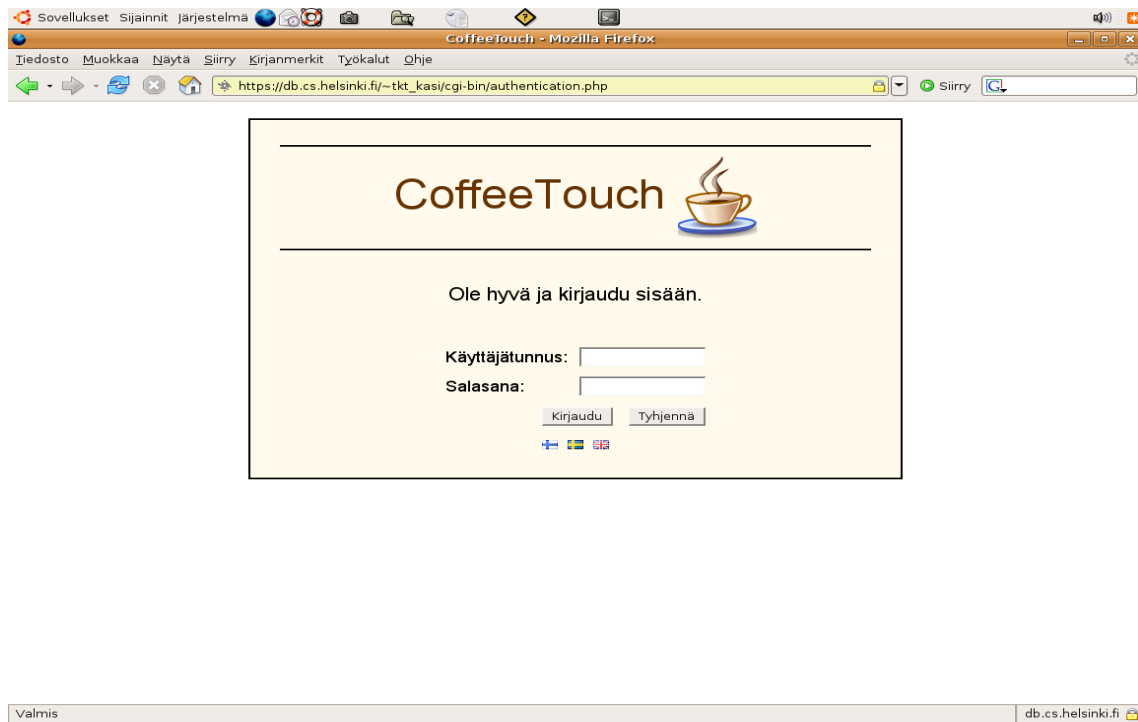 Sovellukset Sijainnit Järjestelmä
CoffeeTouch - Mozilla Firefox
Tiedosto Muokkaa Näytä Siirry Kirjanmerkit Työkalut Ohje
https://db.cs.helsinki.fi/~tkt_kasi/cgi-bin/authentication.php Siirry G
CoffeeTouch
Ole hyvä ja kirjaudu sisään.
Käyttäjätunnus:
Salasana:
Kirjaudu Tyhjennä
Valmis db.cs.helsinki.fi